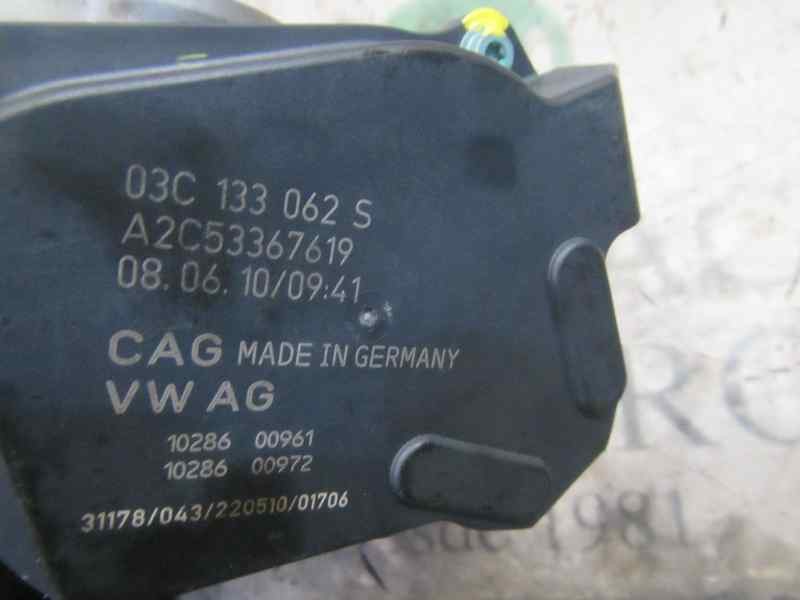 03C 133 062 S
A2C53367619
08.06.10/09:41
CAG MADE IN GERMANY
VW AG
10286 00961
10286 00972
31178/043/220510/01706
1981